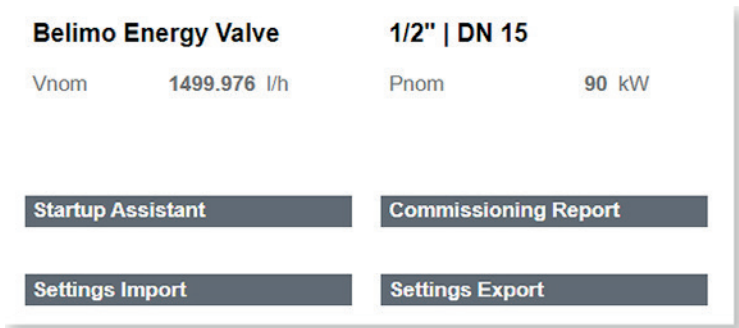 Belimo Energy Valve 1/2" | DN 15
Vnom 1499.976 l/h Pnom 90 kW
Startup Assistant Commissioning Report
Settings Import Settings Export